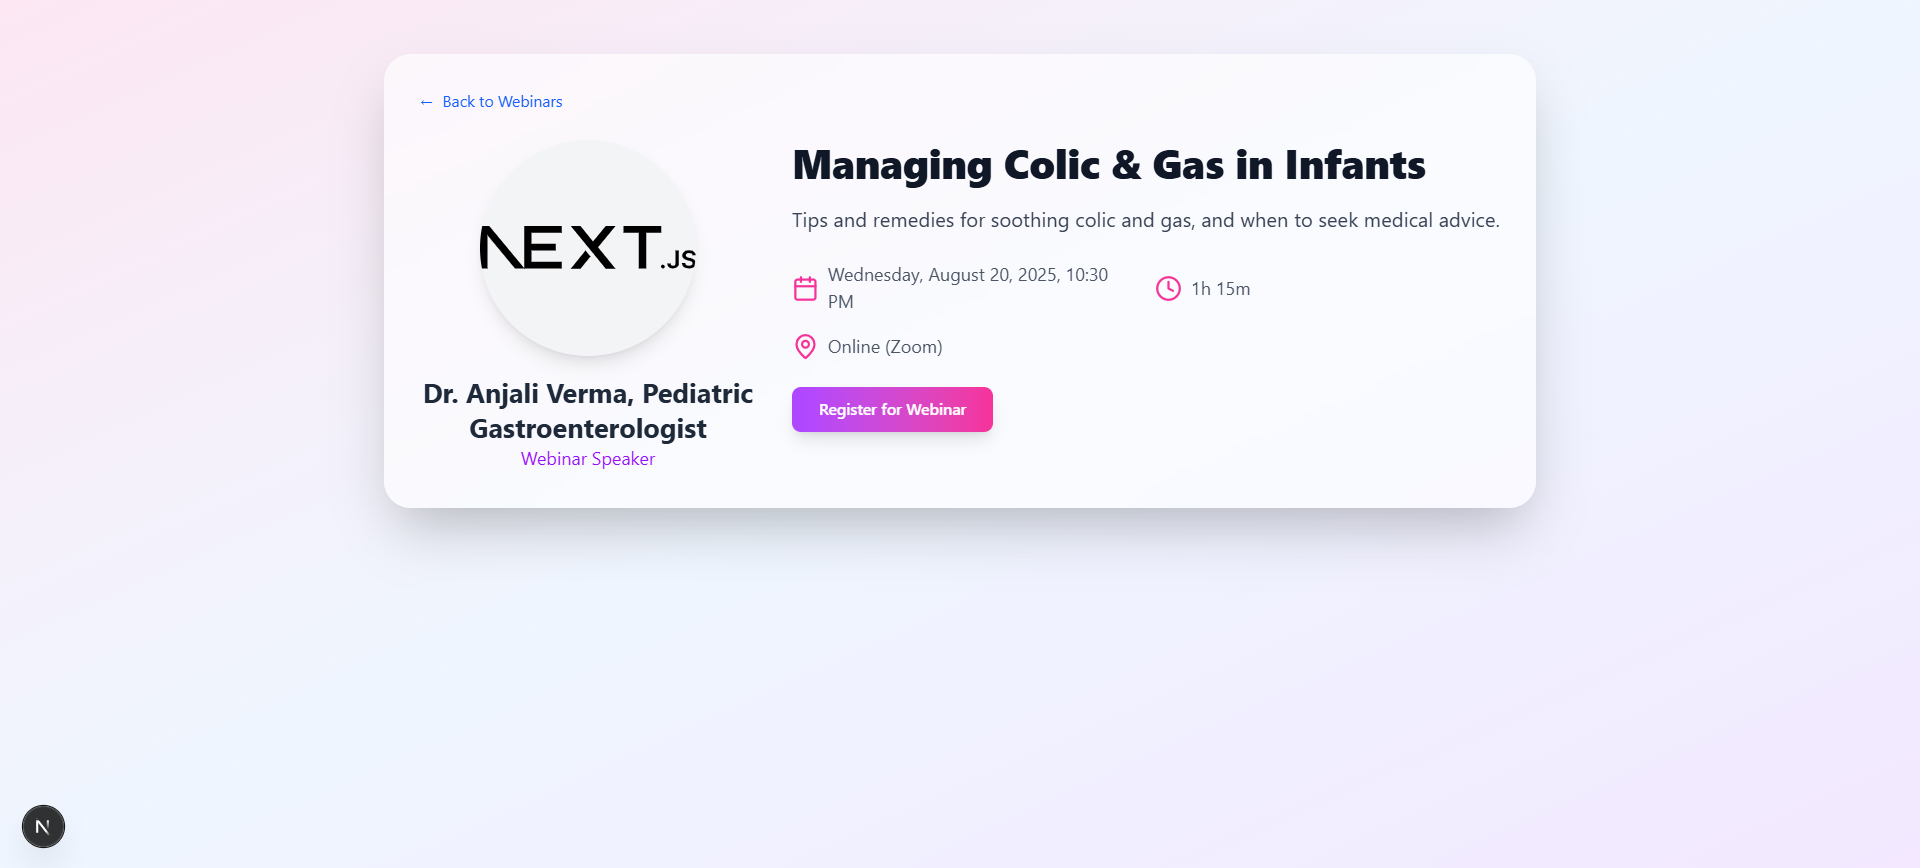 ← Back to Webinars
NEXT.JS
Dr. Anjali Verma, Pediatric
Gastroenterologist
Webinar Speaker
Managing Colic & Gas in Infants
Tips and remedies for soothing colic and gas, and when to seek medical advice.
Wednesday, August 20, 2025, 10:30
PM
1h 15m
Online (Zoom)
Register for Webinar
N